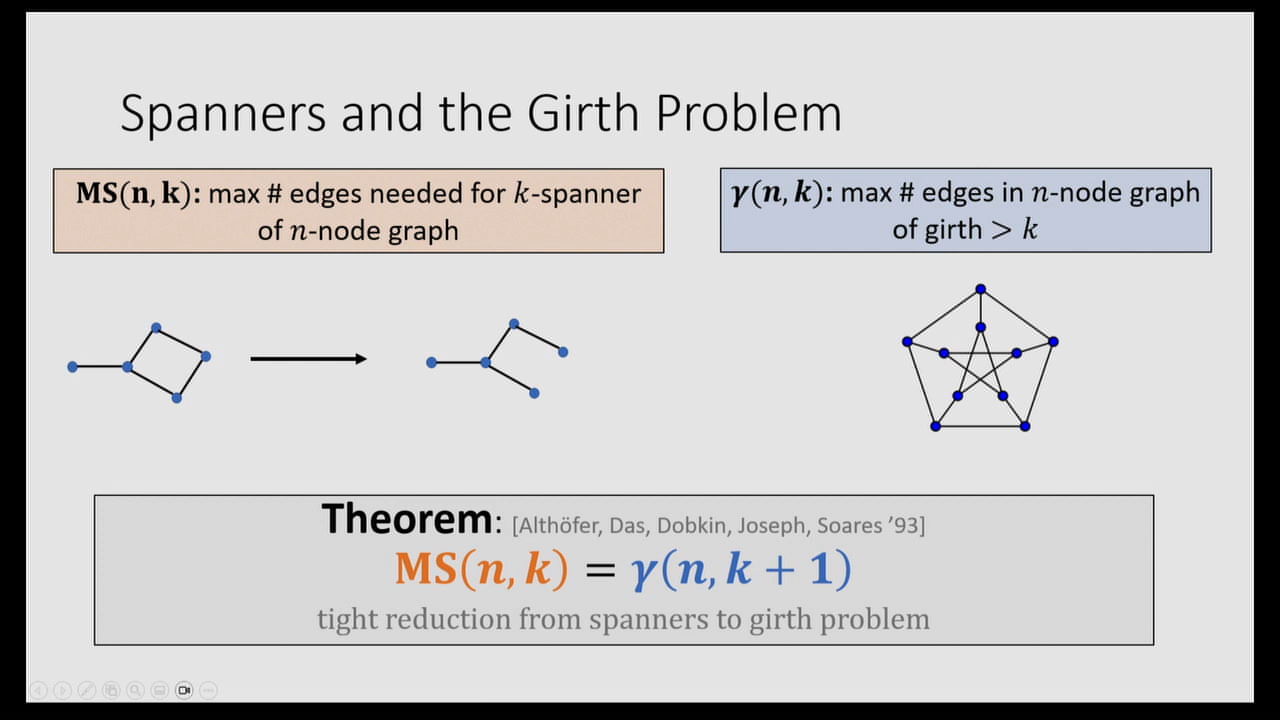 Spanners and the Girth Problem
𝐌𝐒(𝐧, 𝐤): max # edges needed for 𝑘-spanner
of 𝑛-node graph
𝜸(𝒏, 𝒌): max # edges in 𝑛-node graph
of girth > 𝑘
Theorem: [Althöfer, Das, Dobkin, Joseph, Soares ’93]
𝐌𝐒(𝒏, 𝒌) = 𝜸(𝒏, 𝒌 + 𝟏)
tight reduction from spanners to girth problem